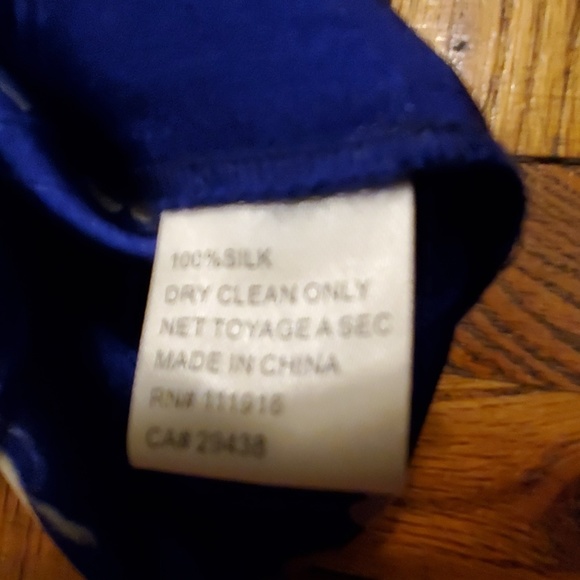 100%SILK
DRY CLEAN ONLY
NET TOYAGE A SEC
MADE IN CHINA
RN# 111916
CA# 29438